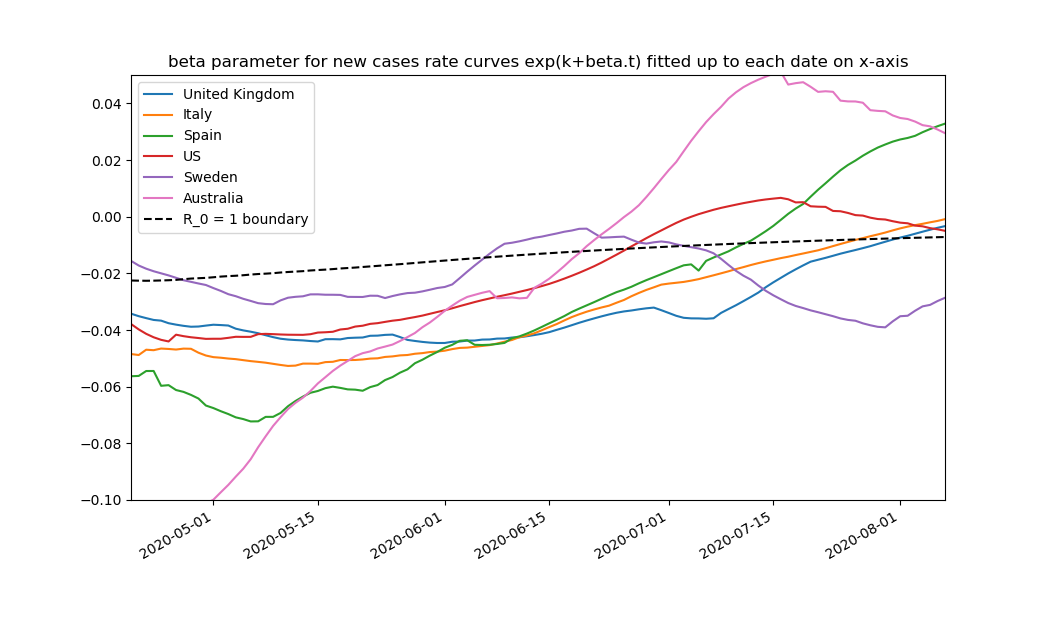 beta parameter for new cases rate curves exp(k+beta.t) fitted up to each date on x-axis
United Kingdom
Italy
Spain
US
Sweden
Australia
R_0 = 1 boundary
0.04
0.02
0.00
−0.02
−0.04
−0.06
−0.08
−0.10
2020-05-01
2020-05-15
2020-06-01
2020-06-15
2020-07-01
2020-07-15
2020-08-01